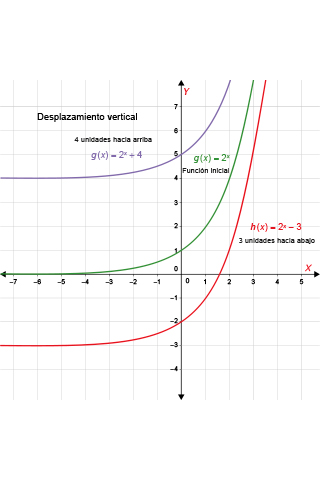 Y
7
Desplazamiento vertical
6
4 unidades hacia arriba
g(x) = 2ˣ + 4
5
g(x) = 2ˣ
Función inicial
4
3
2
h(x) = 2ˣ − 3
3 unidades hacia abajo
1
0
X
−7 −6 −5 −4 −3 −2 −1 0 1 2 3 4 5
−1
−2
−3
−4